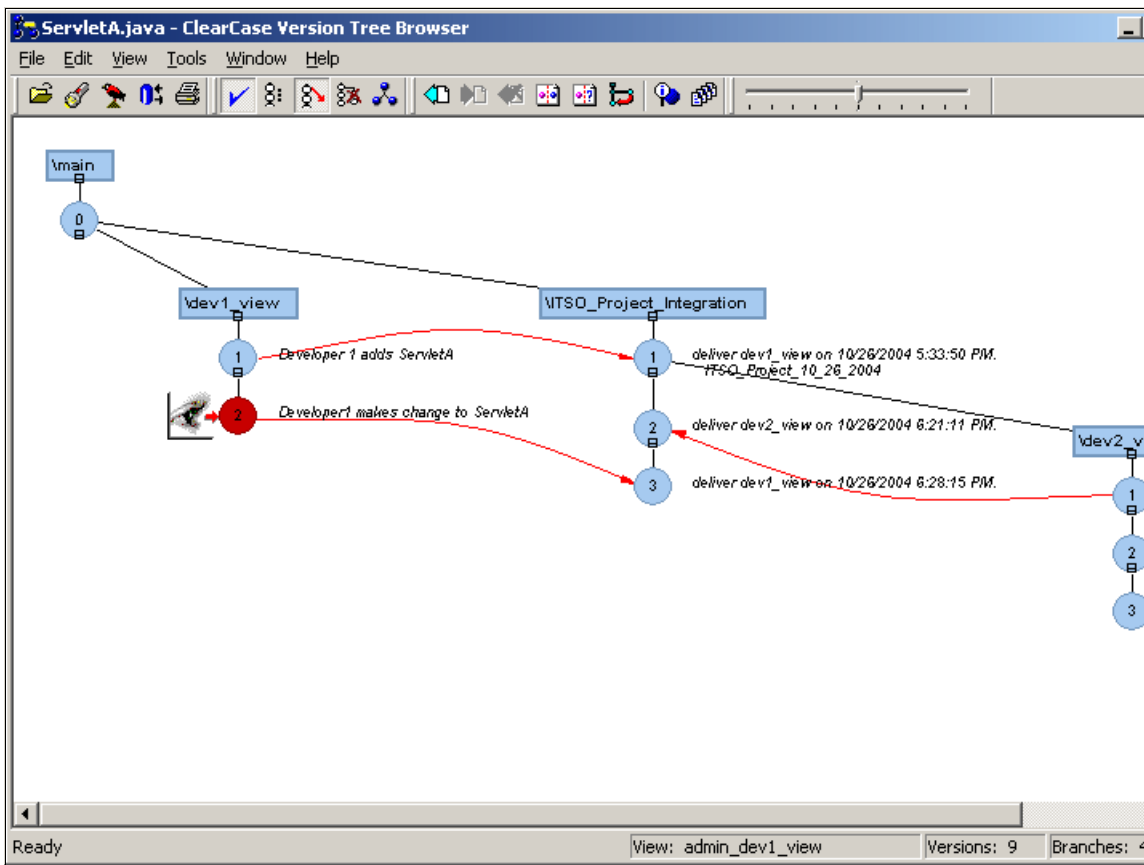 ServletA.java - ClearCase Version Tree Browser
File Edit View Tools Window Help
\main
0
\dev1_view
\ITSO_Project_Integration
1
Developer 1 adds ServletA
1
deliver dev1_view on 10/26/2004 5:33:50 PM.
ITSO_Project_10_26_2004
2
Developer1 makes change to ServletA
2
deliver dev2_view on 10/26/2004 6:21:11 PM.
\dev2_v
3
deliver dev1_view on 10/26/2004 6:28:15 PM.
1
2
3
Ready
View: admin_dev1_view
Versions: 9
Branches: 4